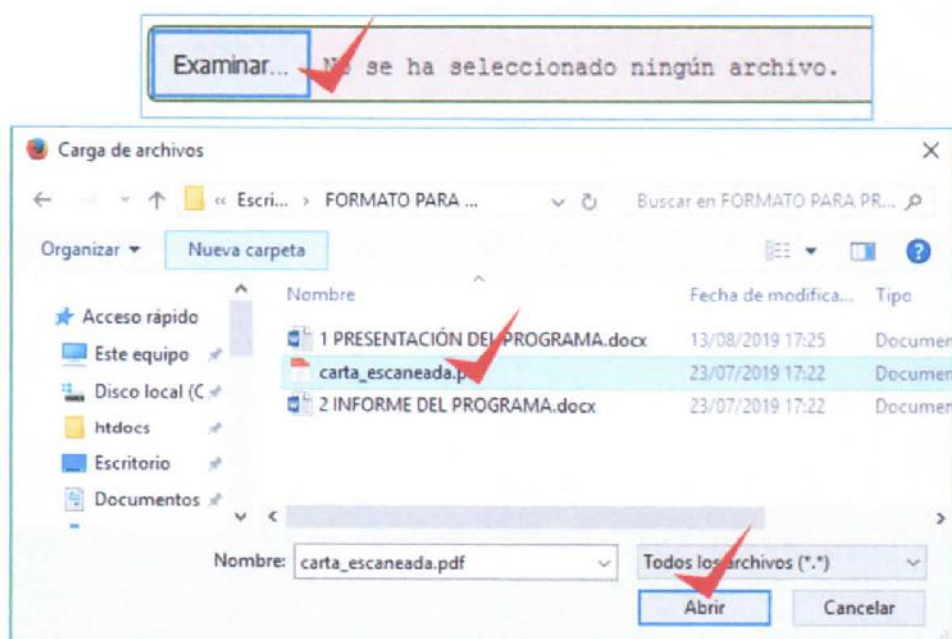 Examinar... No se ha seleccionado ningún archivo.
Carga de archivos
« Escri... › FORMATO PARA ... Buscar en FORMATO PARA PR...
Organizar Nueva carpeta
Nombre Fecha de modifica... Tipo
Acceso rápido
1 PRESENTACIÓN DEL PROGRAMA.docx 13/08/2019 17:25 Documen
Este equipo
carta_escaneada.pdf 23/07/2019 17:22 Documen
Disco local (C
2 INFORME DEL PROGRAMA.docx 23/07/2019 17:22 Documen
htdocs
Escritorio
Documentos
Nombre: carta_escaneada.pdf Todos los archivos (*.*)
Abrir Cancelar